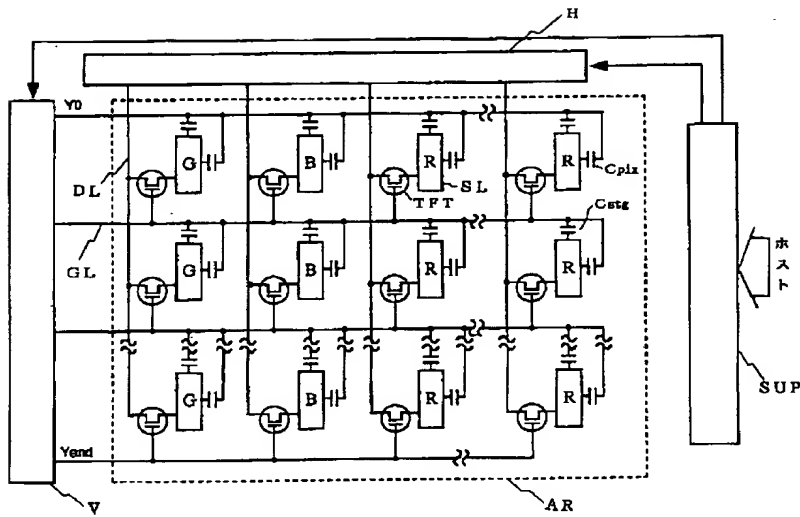 H
Y0
G
B
R
R
Cpix
DL
SL
TFT
Cstg
GL
G
B
R
R
ホスト
G
B
R
R
SUP
Yend
V
AR